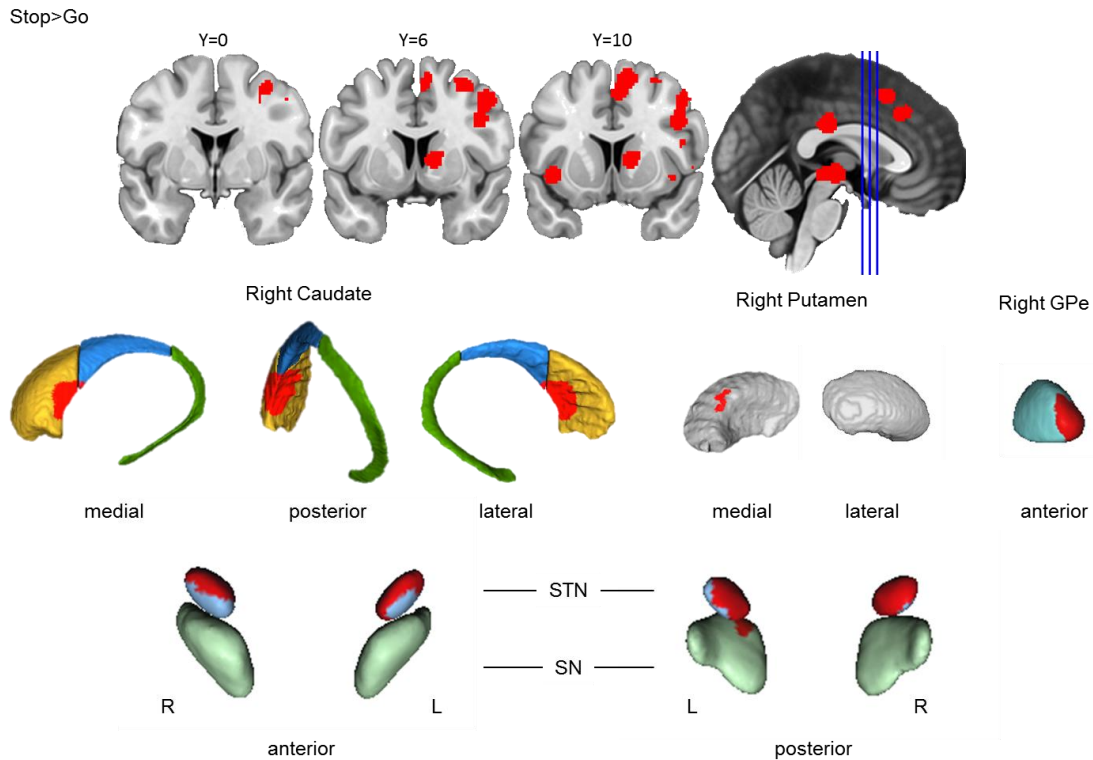 Stop>Go
Y=0 Y=6 Y=10
Right Caudate Right Putamen Right GPe
medial posterior lateral medial lateral anterior
STN
SN
R L L R
anterior posterior